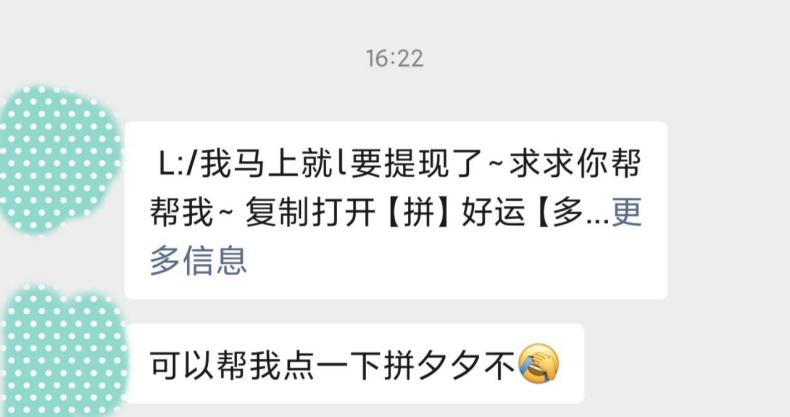 16:22
L:/我马上就l要提现了~求求你帮
帮我~ 复制打开【拼】好运【多...更
多信息
可以帮我点一下拼夕夕不🤣